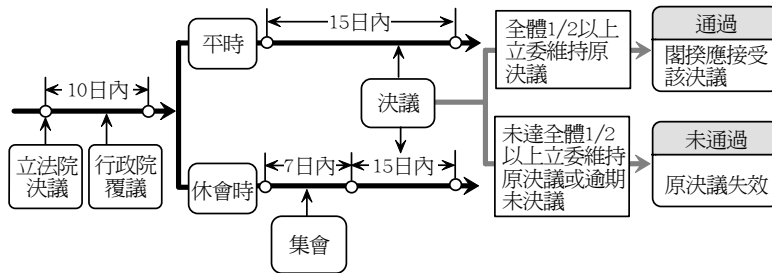 10日內
立法院
決議
行政院
覆議
平時
15日內
決議
休會時
7日內
15日內
集會
全體1/2以上
立委維持原
決議
通過
閣揆應接受
該決議
未達全體1/2
以上立委維持
原決議或逾期
未決議
未通過
原決議失效